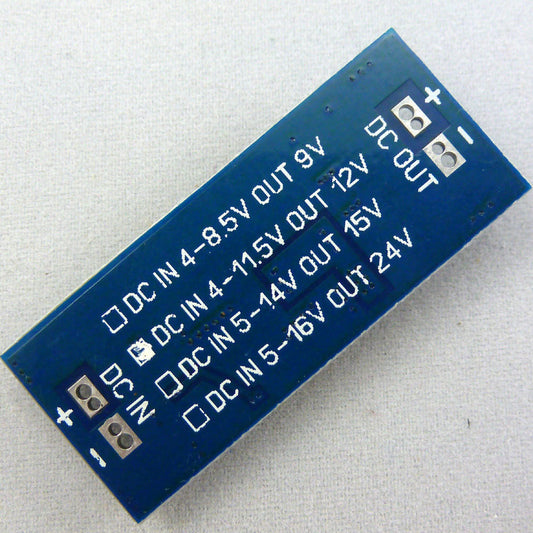 +
-
DC OUT
DC IN 4-8.5V OUT 9V
DC IN 4-11.5V OUT 12V
DC IN 5-14V OUT 15V
DC IN 5-16V OUT 24V
DC IN
+
-